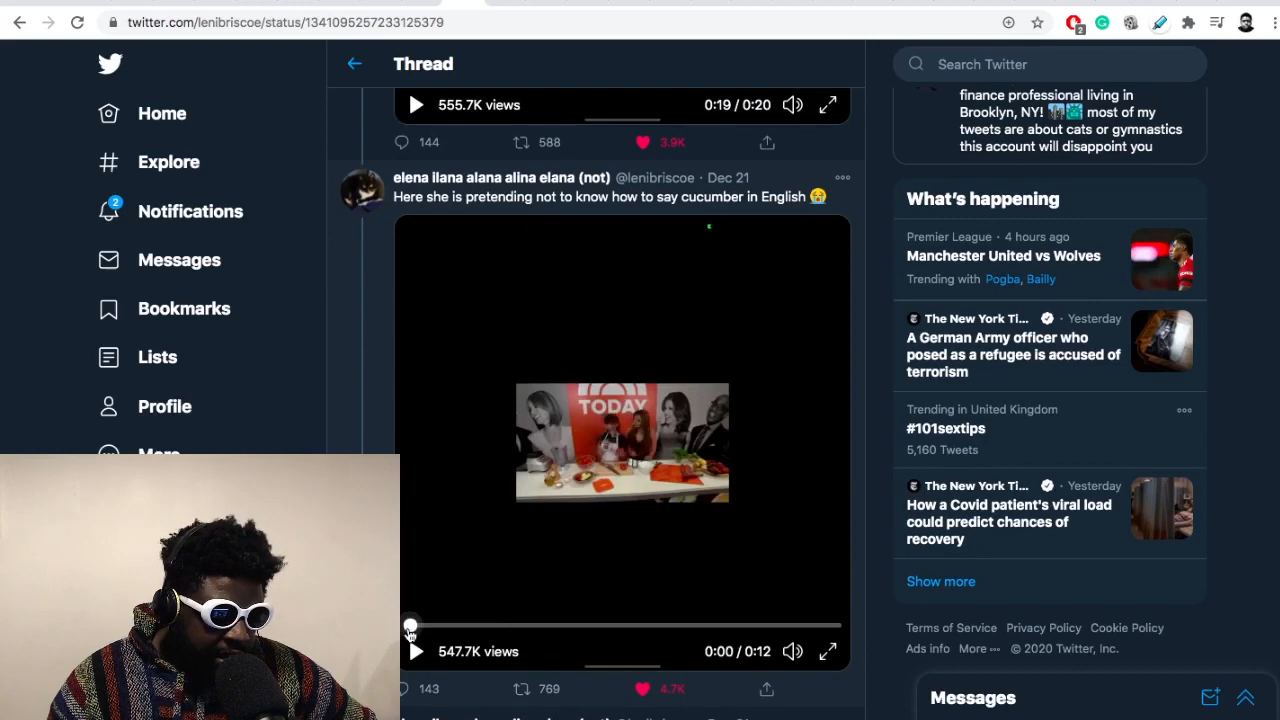 twitter.com/lenibriscoe/status/1341095257233125379
2
Thread
Search Twitter
Home
Explore
2
Notifications
Messages
Bookmarks
Lists
Profile
More
555.7K views
0:19 / 0:20
144
588
3.9K
elena ilana alana alina elana (not) @lenibriscoe · Dec 21
Here she is pretending not to know how to say cucumber in English 😭
TODAY
547.7K views
0:00 / 0:12
143
769
4.7K
finance professional living in
Brooklyn, NY! 🌃🗽 most of my
tweets are about cats or gymnastics
this account will disappoint you
What's happening
Premier League · 4 hours ago
Manchester United vs Wolves
Trending with Pogba, Bailly
The New York Ti... · Yesterday
A German Army officer who
posed as a refugee is accused of
terrorism
Trending in United Kingdom
#101sextips
5,160 Tweets
The New York Ti... · Yesterday
How a Covid patient's viral load
could predict chances of
recovery
Show more
Terms of Service Privacy Policy Cookie Policy
Ads info More © 2020 Twitter, Inc.
Messages